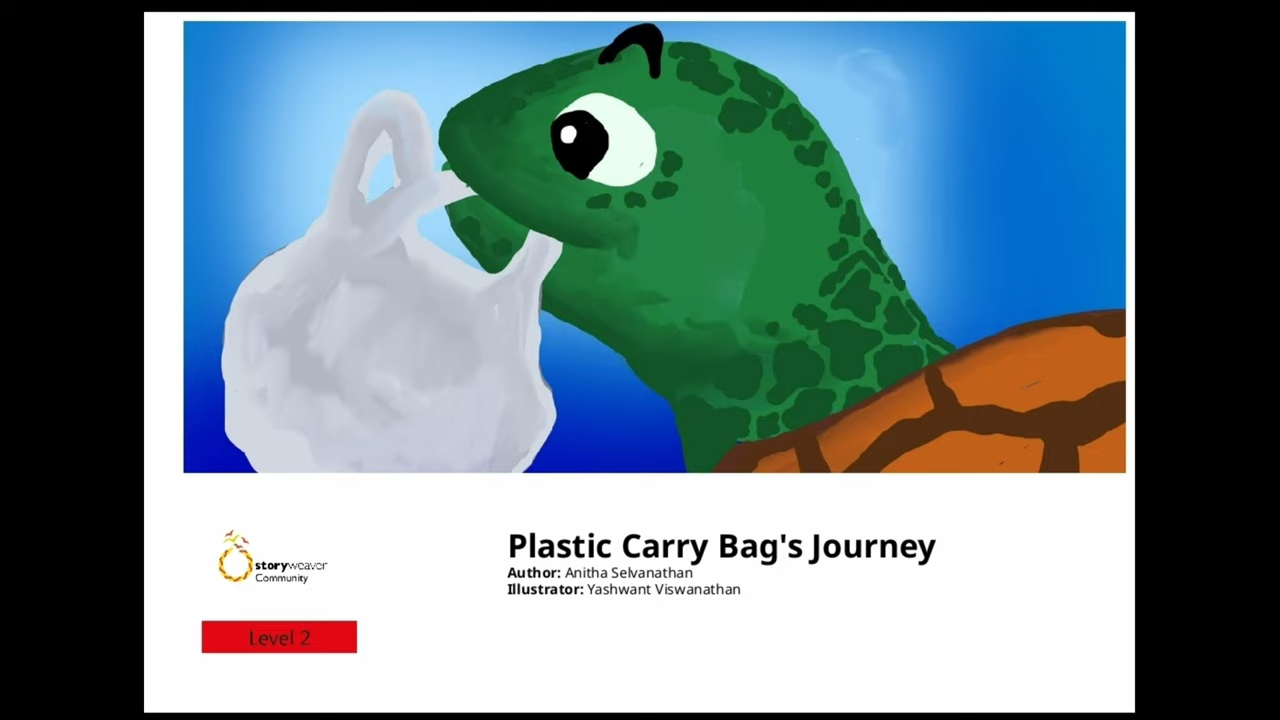 Plastic Carry Bag's Journey
Author: Anitha Selvanathan
Illustrator: Yashwant Viswanathan
storyweaver
Community
Level 2